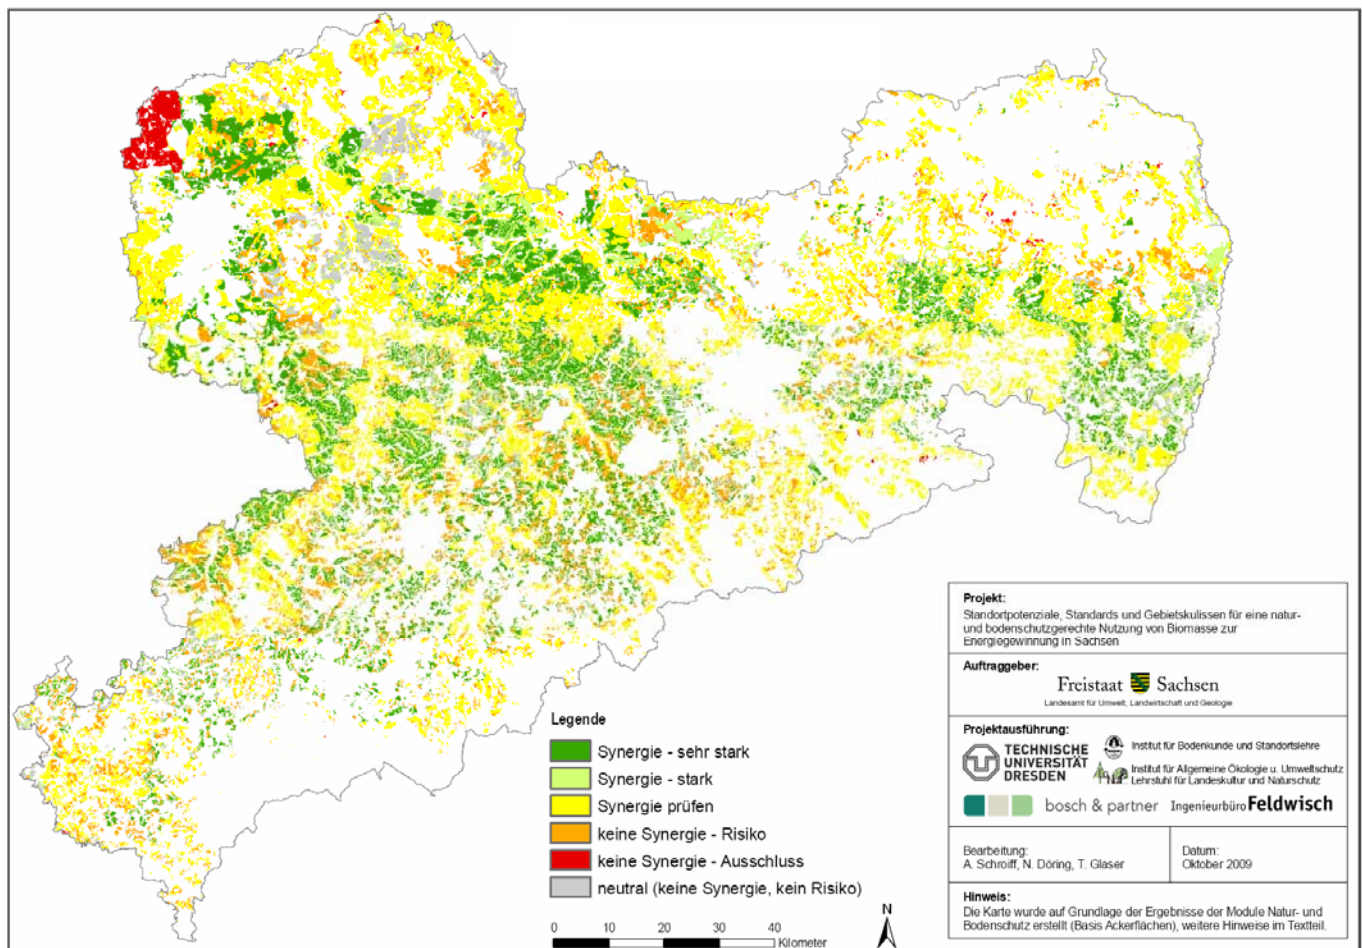 Legende
Synergie - sehr stark
Synergie - stark
Synergie prüfen
keine Synergie - Risiko
keine Synergie - Ausschluss
neutral (keine Synergie, kein Risiko)
0 10 20 30 40
Kilometer
N
Projekt:
Standortpotenziale, Standards und Gebietskulissen für eine natur-
und bodenschutzgerechte Nutzung von Biomasse zur
Energiegewinnung in Sachsen
Auftraggeber:
Freistaat Sachsen
Landesamt für Umwelt, Landwirtschaft und Geologie
Projektausführung:
TECHNISCHE
UNIVERSITÄT
DRESDEN
Institut für Bodenkunde und Standortslehre
Institut für Allgemeine Ökologie u. Umweltschutz
Lehrstuhl für Landeskultur und Naturschutz
bosch & partner
Ingenieurbüro Feldwisch
Bearbeitung:
A. Schroiff, N. Döring, T. Glaser
Datum:
Oktober 2009
Hinweis:
Die Karte wurde auf Grundlage der Ergebnisse der Module Natur- und
Bodenschutz erstellt (Basis Ackerflächen), weitere Hinweise im Textteil.